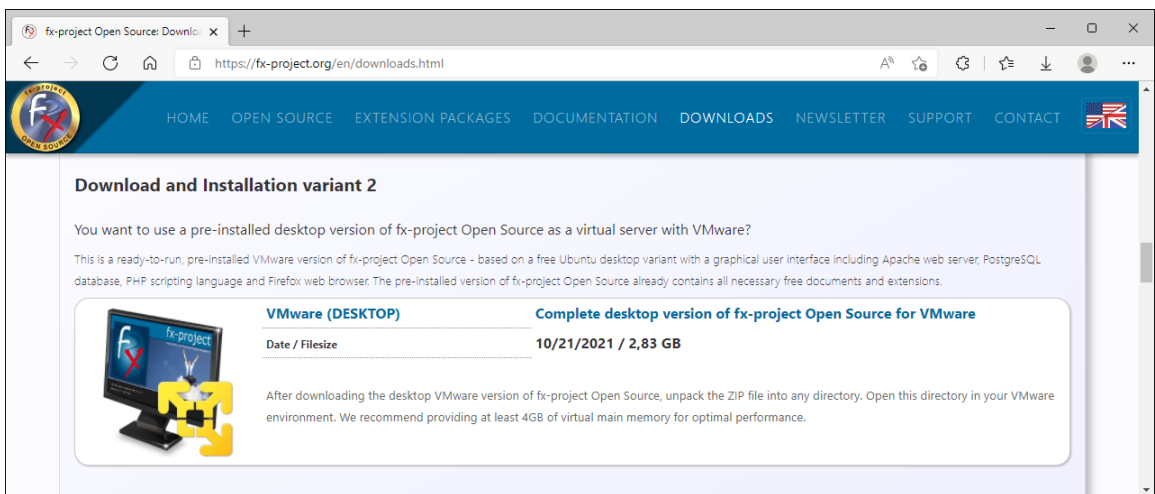 fx-project Open Source: Downlo
https://fx-project.org/en/downloads.html
fx-project
Fx
OPEN SOURCE
HOME OPEN SOURCE EXTENSION PACKAGES DOCUMENTATION DOWNLOADS NEWSLETTER SUPPORT CONTACT
Download and Installation variant 2
You want to use a pre-installed desktop version of fx-project Open Source as a virtual server with VMware?
This is a ready-to-run, pre-installed VMware version of fx-project Open Source - based on a free Ubuntu desktop variant with a graphical user interface including Apache web server, PostgreSQL
database, PHP scripting language and Firefox web browser. The pre-installed version of fx-project Open Source already contains all necessary free documents and extensions.
fx-project
Fx
VMware (DESKTOP) Complete desktop version of fx-project Open Source for VMware
Date / Filesize 10/21/2021 / 2,83 GB
After downloading the desktop VMware version of fx-project Open Source, unpack the ZIP file into any directory. Open this directory in your VMware
environment. We recommend providing at least 4GB of virtual main memory for optimal performance.